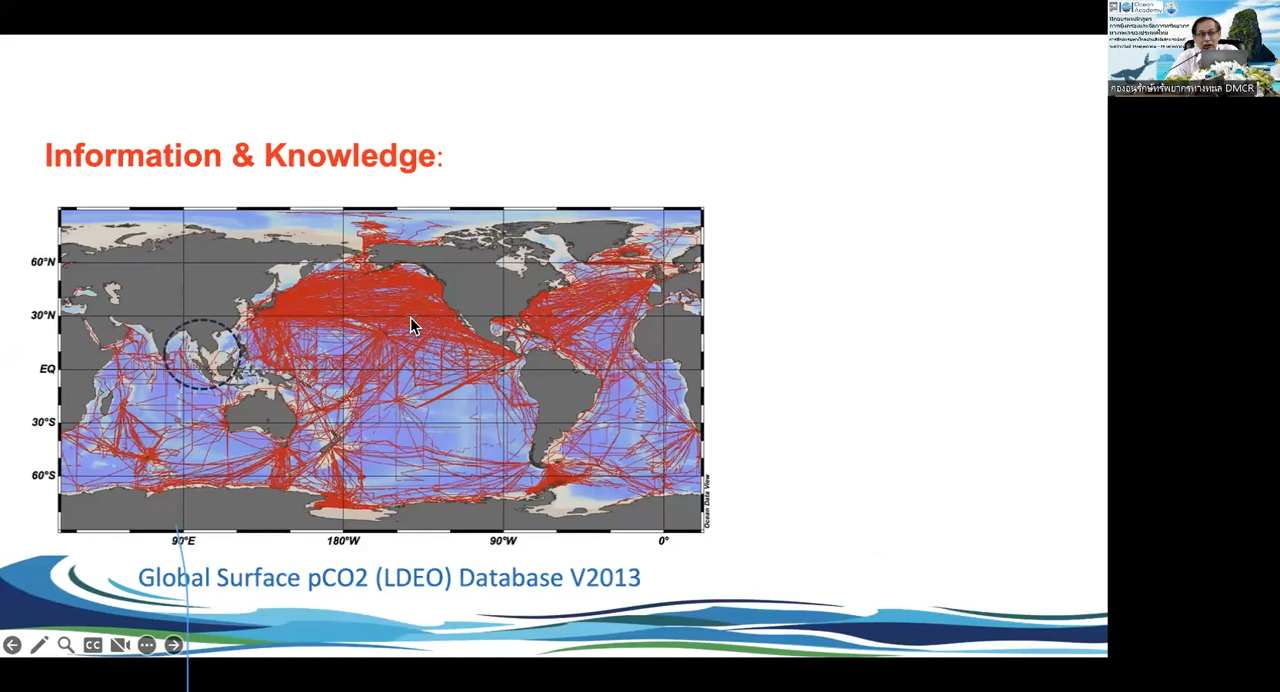 Information & Knowledge:
60°N
30°N
EQ
30°S
60°S
90°E
180°W
90°W
0°
Ocean Data View
Global Surface pCO2 (LDEO) Database V2013
CC
Ocean
Academy
กองอนุรักษ์ทรัพยากรทางทะเล DMCR